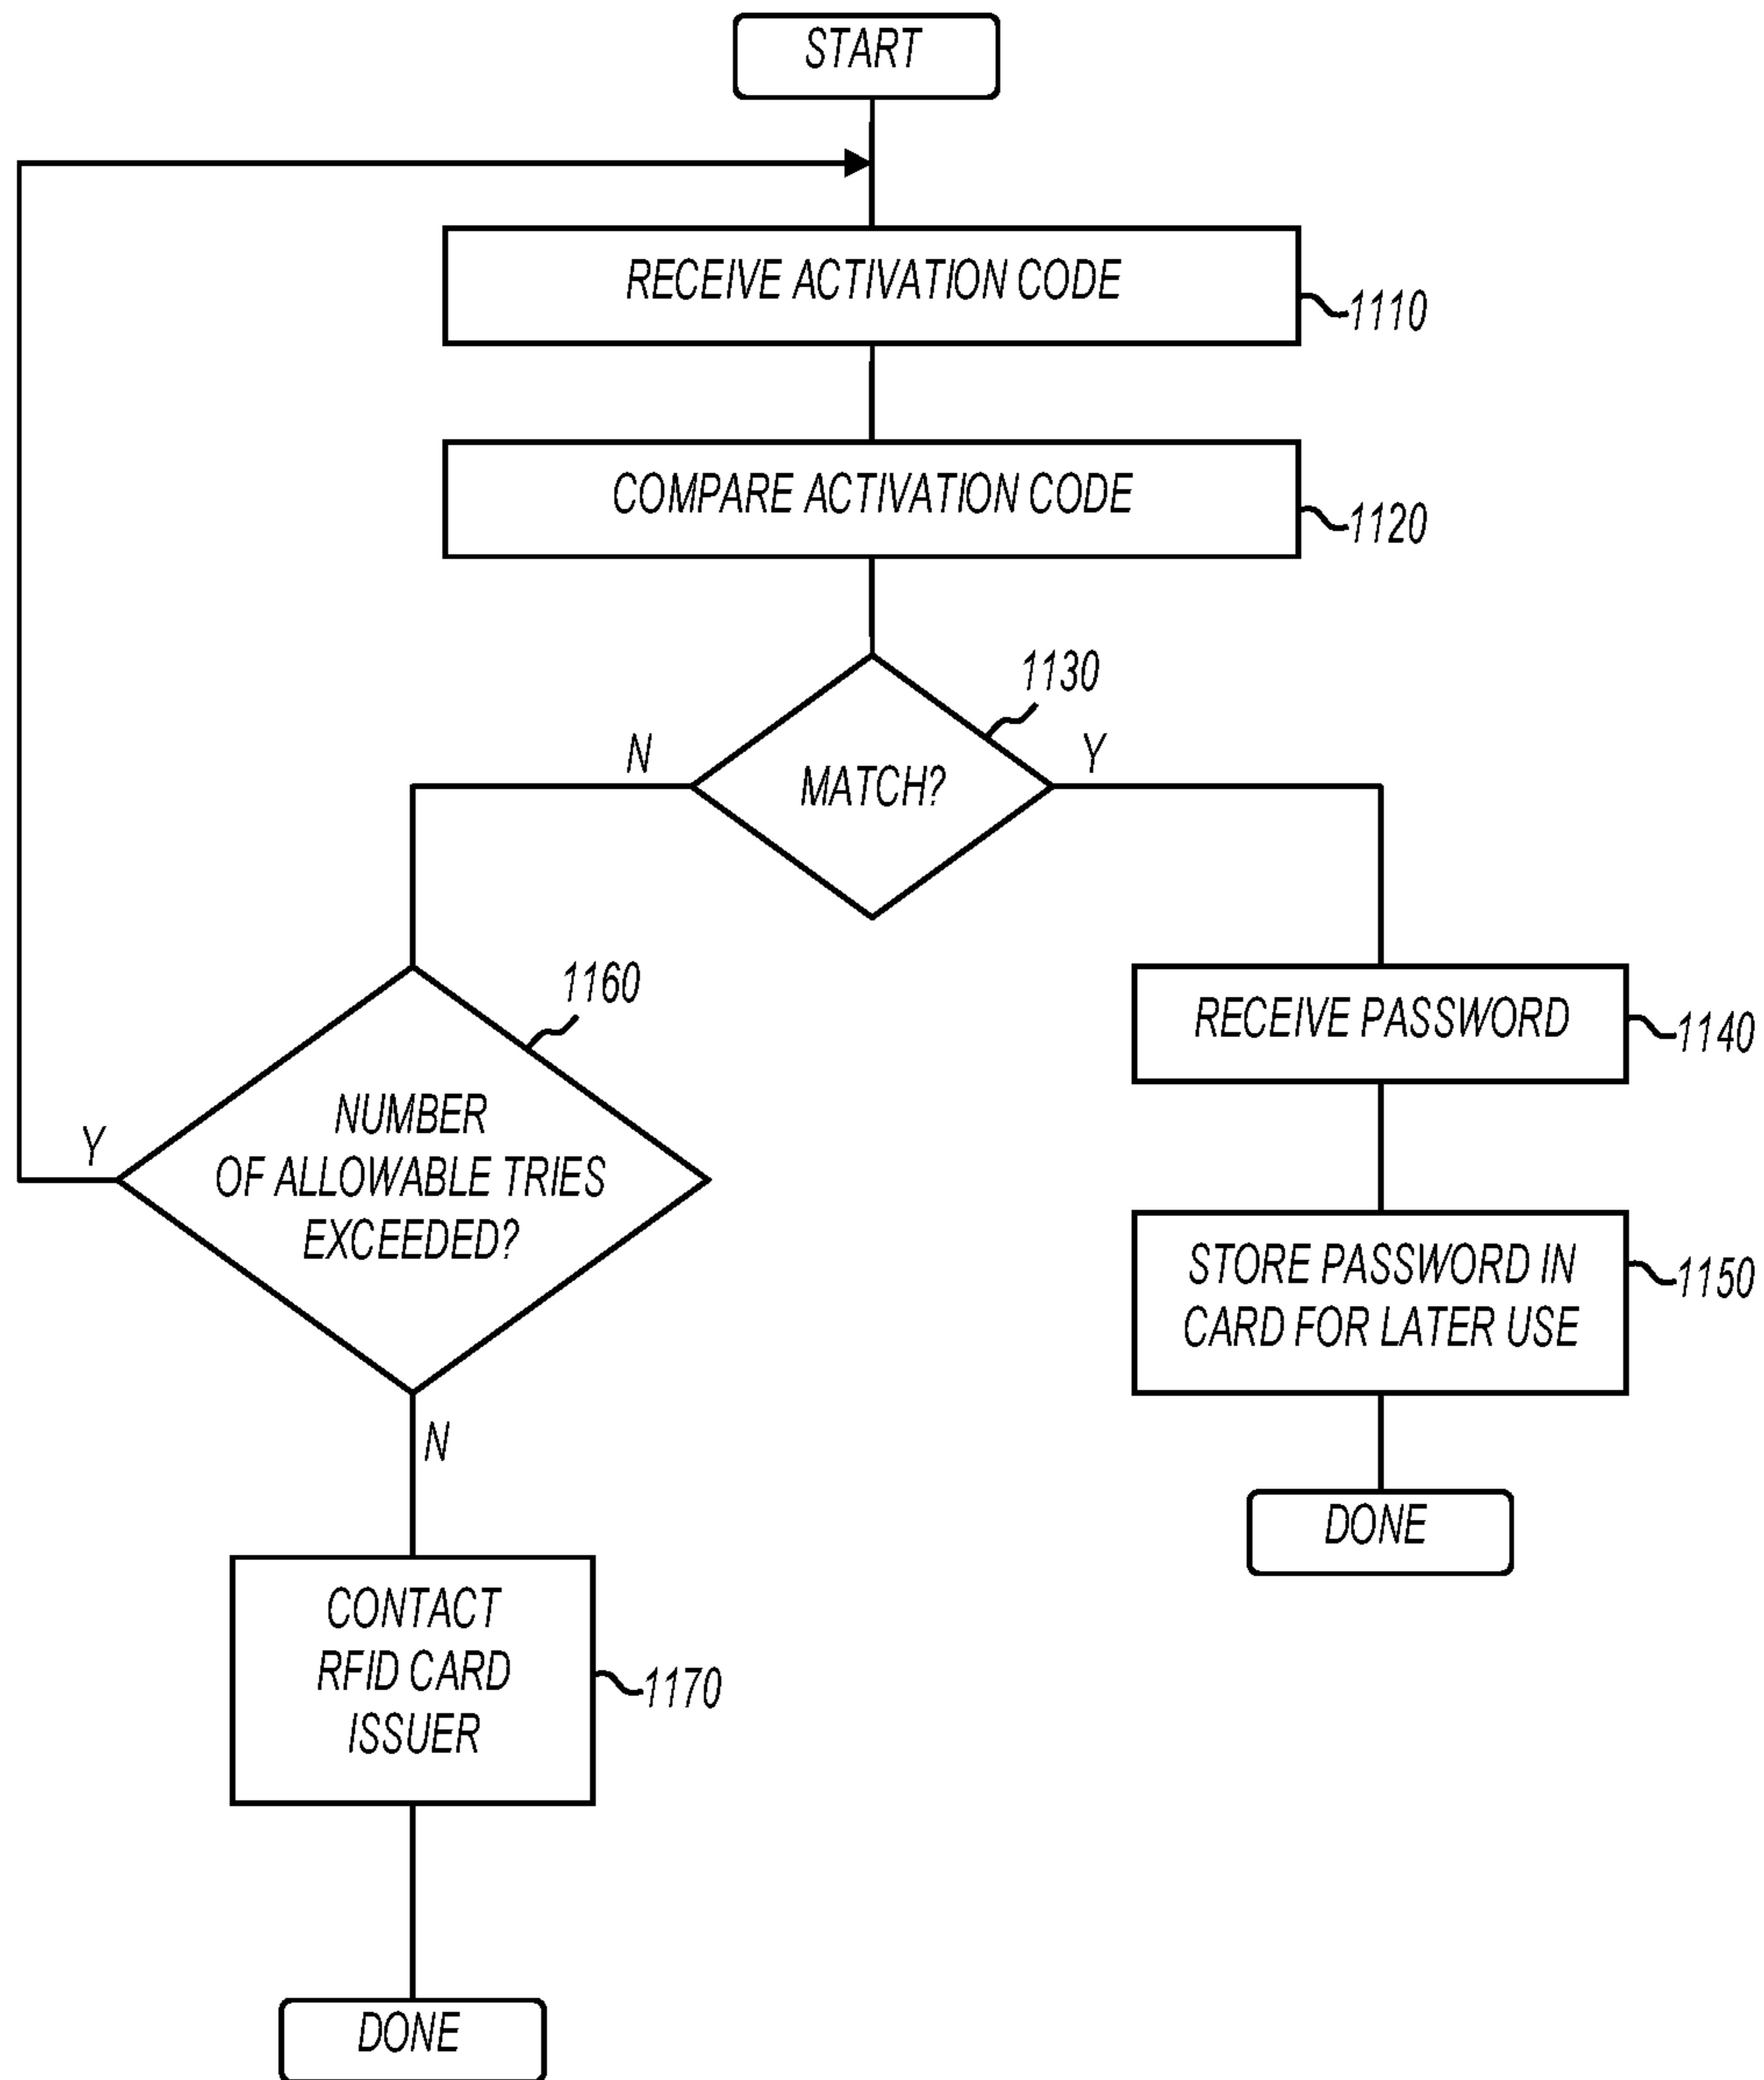 START
RECEIVE ACTIVATION CODE
1110
COMPARE ACTIVATION CODE
1120
1130
N
MATCH?
Y
1160
RECEIVE PASSWORD
1140
NUMBER
OF ALLOWABLE TRIES
EXCEEDED?
Y
STORE PASSWORD IN
CARD FOR LATER USE
1150
N
DONE
CONTACT
RFID CARD
ISSUER
1170
DONE